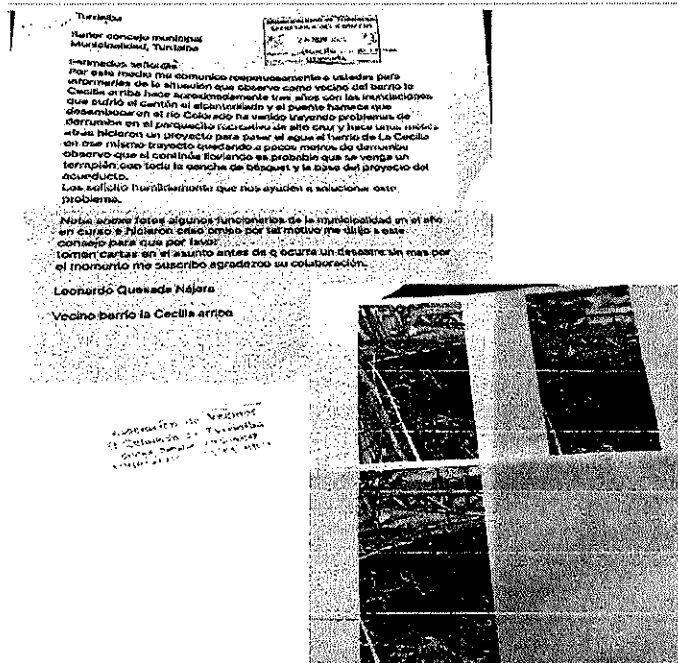 Turrialba
Señor concejo municipal
Municipalidad, Turrialba
Estimados señor@s
Por este medio me comunico respetuosamente a ustedes para
informarles de la situación que observe como vecino del barrio la
Cecilia arriba hace aproximadamente tres años con las inundaciones
que sufrió el cantón el alcantarillado y el puente hamaca que
desembocar en el río Colorado ha venido trayendo problemas de
derrumbe en el parquecito recreativo de alto cruz y hace unos meses
atrás hicieron un proyecto para pasar el agua al barrio de La Cecilia
en ese mismo trayecto quedando a pocos metros de derrumbe
observo que si continúa lloviendo es probable que se venga un
terraplén con toda la cancha de básquet y la base del proyecto del
acueducto.
Les solicito humildemente que nos ayuden a solucionar este
problema.
Nota fotos algunos funcionarios de la municipalidad en el año
en curso e hicieron caso omiso por tal motivo me dirijo a este
consejo para que por favor
tomen cartas en el asunto antes de q ocurra un desastre sin mas por
el momento me suscribo agradezco su colaboración.
Leonardo Quesada Nájera
Vecino barrio la Cecilia arriba
de Vecinos
de Turrialba